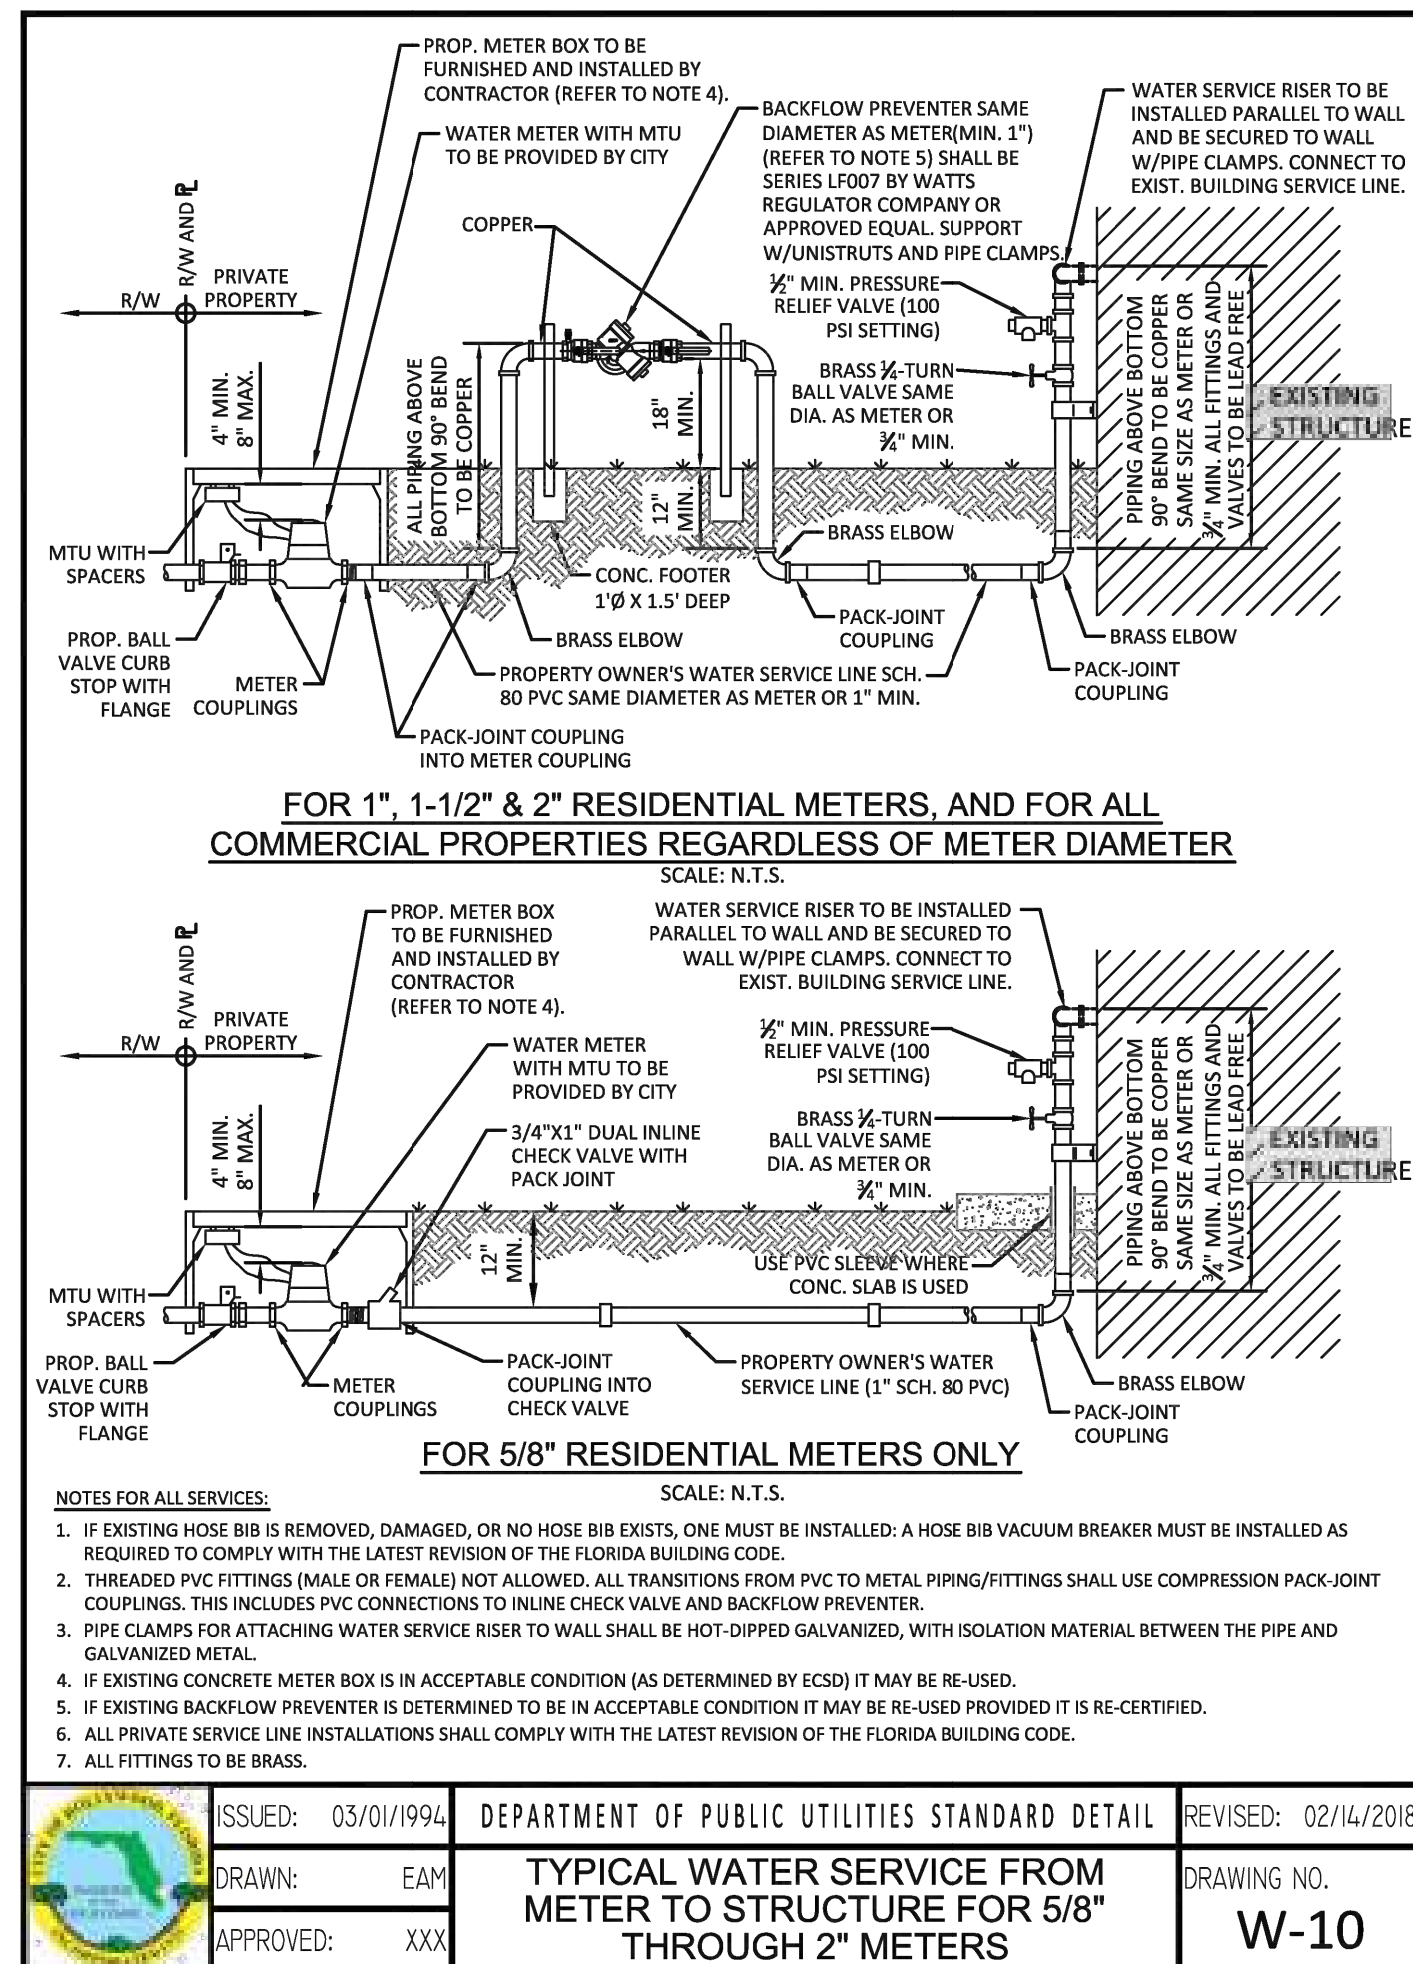 PROP. METER BOX TO BE
FURNISHED AND INSTALLED BY
CONTRACTOR (REFER TO NOTE 4).
WATER METER WITH MTU
TO BE PROVIDED BY CITY
BACKFLOW PREVENTER SAME
DIAMETER AS METER(MIN. 1")
(REFER TO NOTE 5) SHALL BE
SERIES LF007 BY WATTS
REGULATOR COMPANY OR
APPROVED EQUAL. SUPPORT
W/UNISTRUTS AND PIPE CLAMPS.
WATER SERVICE RISER TO BE
INSTALLED PARALLEL TO WALL
AND BE SECURED TO WALL
W/PIPE CLAMPS. CONNECT TO
EXIST. BUILDING SERVICE LINE.
COPPER
R/W AND PL
R/W
PRIVATE
PROPERTY
½" MIN. PRESSURE
RELIEF VALVE (100
PSI SETTING)
BRASS ¼-TURN
BALL VALVE SAME
DIA. AS METER OR
¾" MIN.
4" MIN.
8" MAX.
ALL PIPING ABOVE
BOTTOM 90° BEND
TO BE COPPER
18"
MIN.
12"
MIN.
PIPING ABOVE BOTTOM
90° BEND TO BE COPPER
SAME SIZE AS METER OR
¾" MIN. ALL FITTINGS AND
VALVES TO BE LEAD FREE
EXISTING
STRUCTURE
MTU WITH
SPACERS
BRASS ELBOW
CONC. FOOTER
1'Ø X 1.5' DEEP
PACK-JOINT
COUPLING
PROP. BALL
VALVE CURB
STOP WITH
FLANGE
METER
COUPLINGS
BRASS ELBOW
BRASS ELBOW
PROPERTY OWNER'S WATER SERVICE LINE SCH.
80 PVC SAME DIAMETER AS METER OR 1" MIN.
PACK-JOINT
COUPLING
PACK-JOINT COUPLING
INTO METER COUPLING
FOR 1", 1-1/2" & 2" RESIDENTIAL METERS, AND FOR ALL
COMMERCIAL PROPERTIES REGARDLESS OF METER DIAMETER
SCALE: N.T.S.
PROP. METER BOX
TO BE FURNISHED
AND INSTALLED BY
CONTRACTOR
(REFER TO NOTE 4).
WATER SERVICE RISER TO BE INSTALLED
PARALLEL TO WALL AND BE SECURED TO
WALL W/PIPE CLAMPS. CONNECT TO
EXIST. BUILDING SERVICE LINE.
R/W AND PL
R/W
PRIVATE
PROPERTY
WATER METER
WITH MTU TO BE
PROVIDED BY CITY
½" MIN. PRESSURE
RELIEF VALVE (100
PSI SETTING)
3/4"X1" DUAL INLINE
CHECK VALVE WITH
PACK JOINT
BRASS ¼-TURN
BALL VALVE SAME
DIA. AS METER OR
¾" MIN.
4" MIN.
8" MAX.
12"
MIN.
PIPING ABOVE BOTTOM
90° BEND TO BE COPPER
SAME SIZE AS METER OR
¾" MIN. ALL FITTINGS AND
VALVES TO BE LEAD FREE
EXISTING
STRUCTURE
USE PVC SLEEVE WHERE
CONC. SLAB IS USED
MTU WITH
SPACERS
PROP. BALL
VALVE CURB
STOP WITH
FLANGE
METER
COUPLINGS
PACK-JOINT
COUPLING INTO
CHECK VALVE
PROPERTY OWNER'S WATER
SERVICE LINE (1" SCH. 80 PVC)
BRASS ELBOW
PACK-JOINT
COUPLING
FOR 5/8" RESIDENTIAL METERS ONLY
SCALE: N.T.S.
NOTES FOR ALL SERVICES:
1. IF EXISTING HOSE BIB IS REMOVED, DAMAGED, OR NO HOSE BIB EXISTS, ONE MUST BE INSTALLED: A HOSE BIB VACUUM BREAKER MUST BE INSTALLED AS
REQUIRED TO COMPLY WITH THE LATEST REVISION OF THE FLORIDA BUILDING CODE.
2. THREADED PVC FITTINGS (MALE OR FEMALE) NOT ALLOWED. ALL TRANSITIONS FROM PVC TO METAL PIPING/FITTINGS SHALL USE COMPRESSION PACK-JOINT
COUPLINGS. THIS INCLUDES PVC CONNECTIONS TO INLINE CHECK VALVE AND BACKFLOW PREVENTER.
3. PIPE CLAMPS FOR ATTACHING WATER SERVICE RISER TO WALL SHALL BE HOT-DIPPED GALVANIZED, WITH ISOLATION MATERIAL BETWEEN THE PIPE AND
GALVANIZED METAL.
4. IF EXISTING CONCRETE METER BOX IS IN ACCEPTABLE CONDITION (AS DETERMINED BY ECSD) IT MAY BE RE-USED.
5. IF EXISTING BACKFLOW PREVENTER IS DETERMINED TO BE IN ACCEPTABLE CONDITION IT MAY BE RE-USED PROVIDED IT IS RE-CERTIFIED.
6. ALL PRIVATE SERVICE LINE INSTALLATIONS SHALL COMPLY WITH THE LATEST REVISION OF THE FLORIDA BUILDING CODE.
7. ALL FITTINGS TO BE BRASS.
ISSUED: 03/01/1994
DEPARTMENT OF PUBLIC UTILITIES STANDARD DETAIL
REVISED: 02/14/2018
DRAWN: EAM
TYPICAL WATER SERVICE FROM
METER TO STRUCTURE FOR 5/8"
THROUGH 2" METERS
DRAWING NO.
W-10
APPROVED: XXX